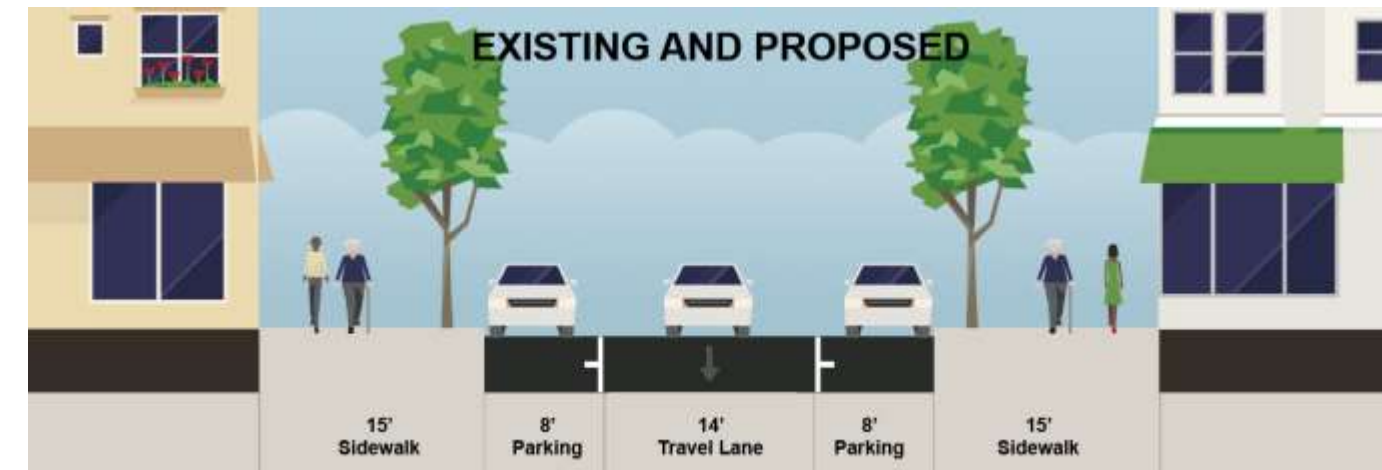 EXISTING AND PROPOSED
15'
Sidewalk
8'
Parking
14'
Travel Lane
8'
Parking
15'
Sidewalk